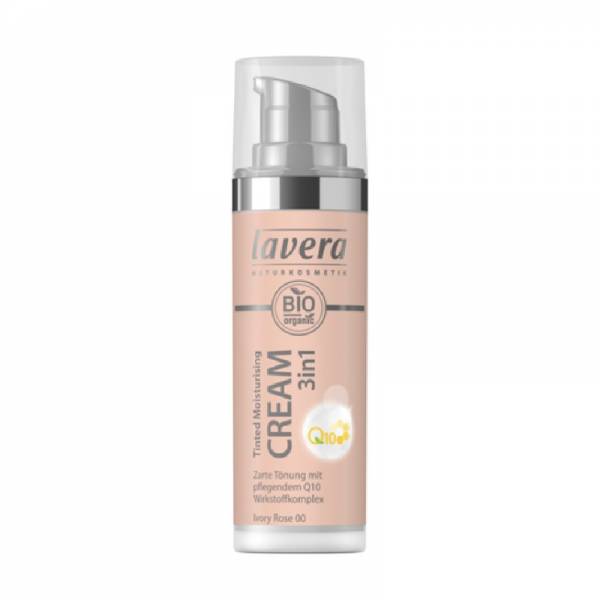 lavera
NATURKOSMETIK
BIO
organic
Tinted Moisturising
CREAM
3in1
Q10
Zarte Tönung mit
pflegendem Q10
Wirkstoffkomplex
Ivory Rose 00